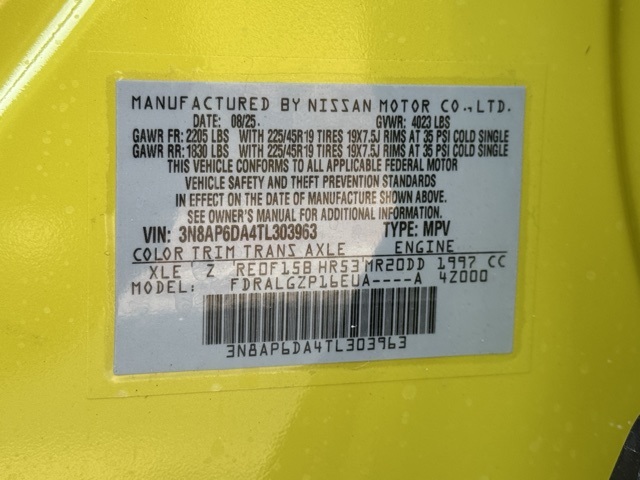 MANUFACTURED BY NISSAN MOTOR CO.,LTD.
DATE: 08/25. GVWR: 4023 LBS
GAWR FR: 2205 LBS WITH 225/45R19 TIRES 19X7.5J RIMS AT 35 PSI COLD SINGLE
GAWR RR: 1830 LBS WITH 225/45R19 TIRES 19X7.5J RIMS AT 35 PSI COLD SINGLE
THIS VEHICLE CONFORMS TO ALL APPLICABLE FEDERAL MOTOR
VEHICLE SAFETY AND THEFT PREVENTION STANDARDS
IN EFFECT ON THE DATE OF MANUFACTURE SHOWN ABOVE.
SEE OWNER'S MANUAL FOR ADDITIONAL INFORMATION.
VIN: 3N8AP6DA4TL303963 TYPE: MPV
COLOR TRIM TRANS AXLE ENGINE
XLE Z RE0F15B HR53 MR20DD 1997 CC
MODEL: FDRALGZP16EUA----A 4Z000
3N8AP6DA4TL303963